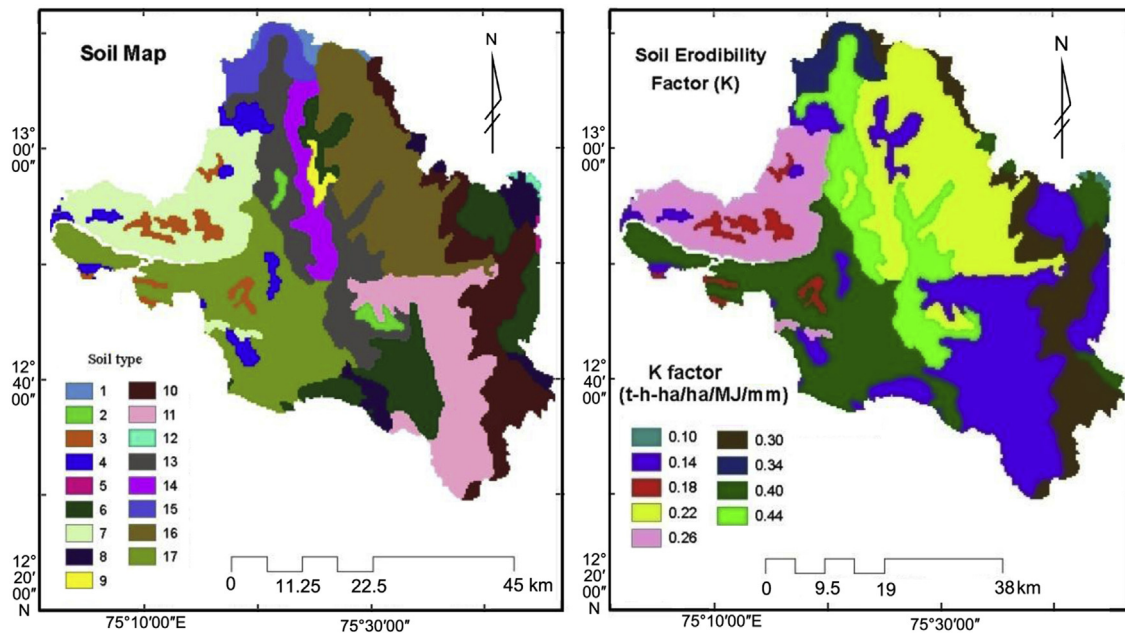 Soil Map
N
13°
00′
00″
12°
40′
00″
12°
20′
00″
N
Soil type
1 10
2 11
3 12
4 13
5 14
6 15
7 16
8 17
9
0 11.25 22.5 45 km
75°10′00″E 75°30′00″
Soil Erodibility
Factor (K)
N
13°
00′
00″
12°
40′
00″
12°
20′
00″
N
K factor
(t-h-ha/ha/MJ/mm)
0.10 0.30
0.14 0.34
0.18 0.40
0.22 0.44
0.26
0 9.5 19 38km
75°10′00″E 75°30′00″